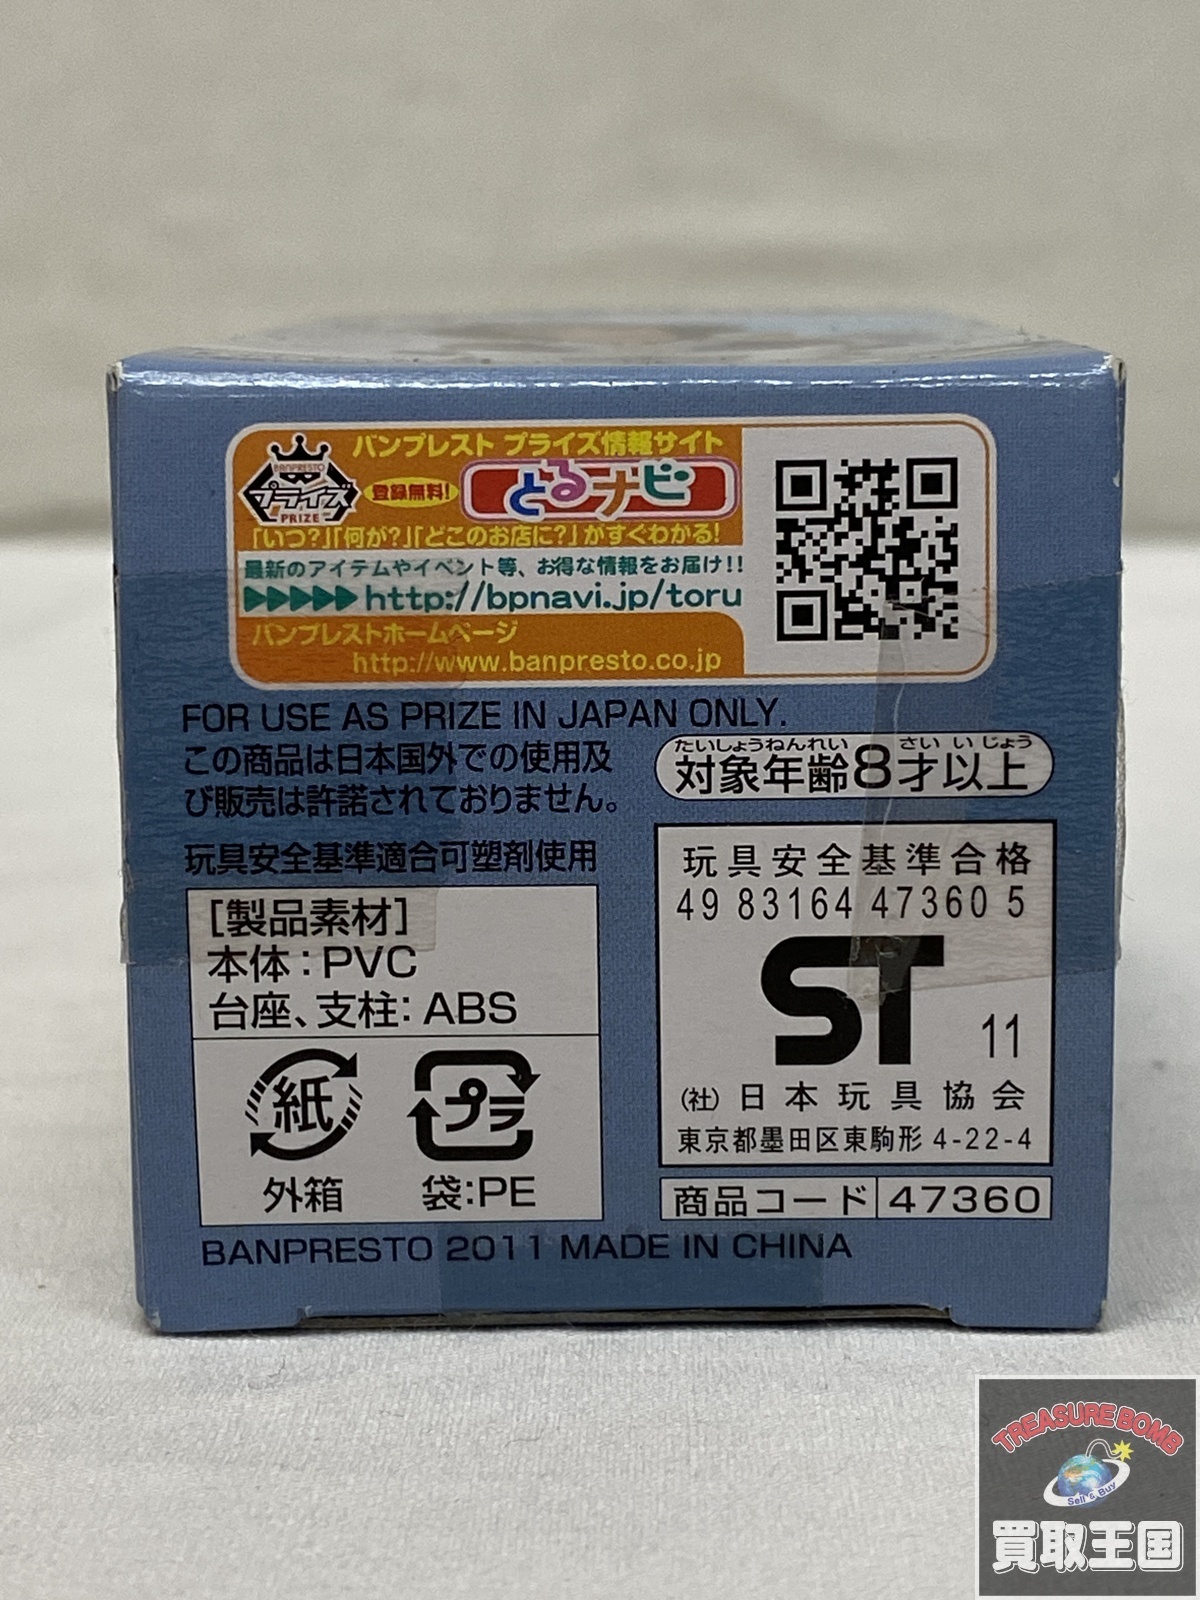 バンプレスト プライズ情報サイト
BANPRESTO
プライズ
PRIZE
登録無料!
とるナビ
「いつ?」「何が?」「どこのお店に?」がすぐわかる!
最新のアイテムやイベント等、お得な情報をお届け!!
http://bpnavi.jp/toru
バンプレストホームページ
http://www.banpresto.co.jp
FOR USE AS PRIZE IN JAPAN ONLY.
この商品は日本国外での使用及
び販売は許諾されておりません。
たいしょうねんれい さい いじょう
対象年齢8才以上
玩具安全基準適合可塑剤使用
[製品素材]
本体:PVC
台座、支柱:ABS
紙
外箱
プラ
袋:PE
玩具安全基準合格
49 83164 47360 5
ST
11
(社)日本玩具協会
東京都墨田区東駒形 4-22-4
商品コード 47360
BANPRESTO 2011 MADE IN CHINA
TREASURE BOMB
Sell & Buy
買取王国